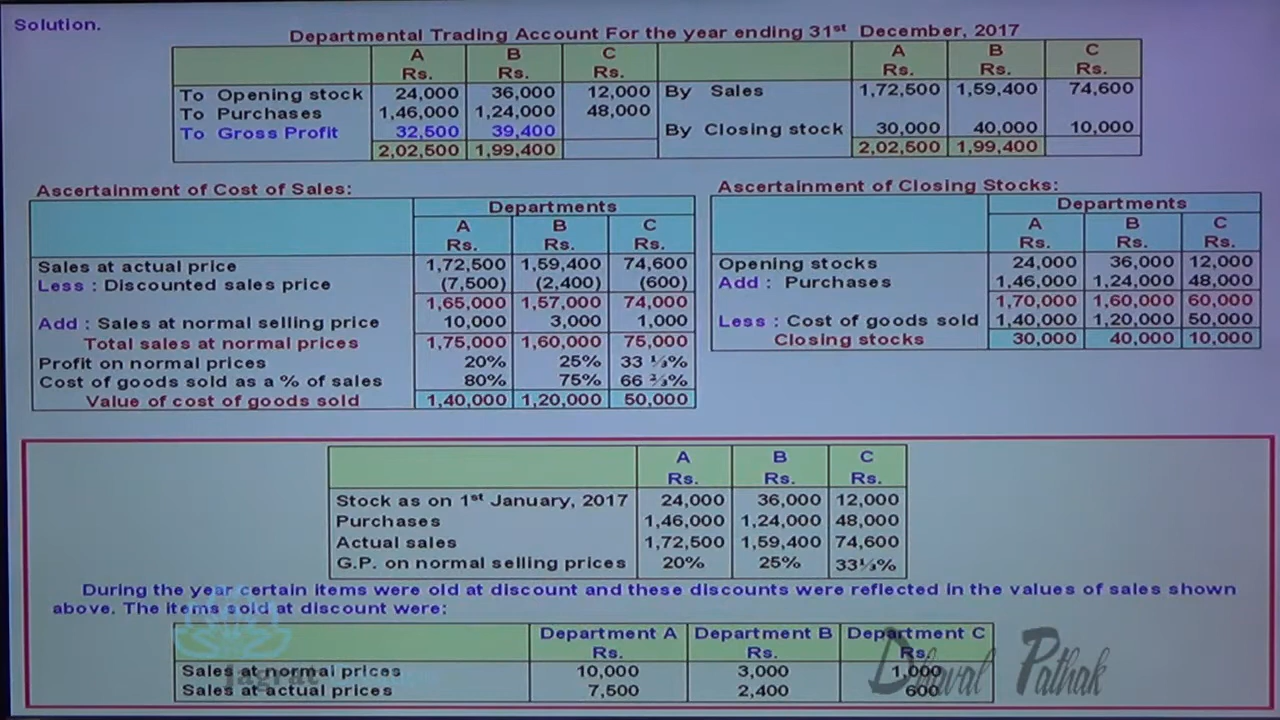 Solution.
Departmental Trading Account For the year ending 31st December, 2017
A B C A B C
Rs. Rs. Rs. Rs. Rs. Rs.
To Opening stock 24,000 36,000 12,000 By Sales 1,72,500 1,59,400 74,600
To Purchases 1,46,000 1,24,000 48,000
To Gross Profit 32,500 39,400 By Closing stock 30,000 40,000 10,000
2,02,500 1,99,400 2,02,500 1,99,400
Ascertainment of Cost of Sales:
Departments
A B C
Rs. Rs. Rs.
Sales at actual price 1,72,500 1,59,400 74,600
Less : Discounted sales price (7,500) (2,400) (600)
1,65,000 1,57,000 74,000
Add : Sales at normal selling price 10,000 3,000 1,000
Total sales at normal prices 1,75,000 1,60,000 75,000
Profit on normal prices 20% 25% 33 ⅓%
Cost of goods sold as a % of sales 80% 75% 66 ⅔%
Value of cost of goods sold 1,40,000 1,20,000 50,000
Ascertainment of Closing Stocks:
Departments
A B C
Rs. Rs. Rs.
Opening stocks 24,000 36,000 12,000
Add : Purchases 1,46,000 1,24,000 48,000
1,70,000 1,60,000 60,000
Less : Cost of goods sold 1,40,000 1,20,000 50,000
Closing stocks 30,000 40,000 10,000
A B C
Rs. Rs. Rs.
Stock as on 1st January, 2017 24,000 36,000 12,000
Purchases 1,46,000 1,24,000 48,000
Actual sales 1,72,500 1,59,400 74,600
G.P. on normal selling prices 20% 25% 33⅓%
During the year certain items were old at discount and these discounts were reflected in the values of sales shown
above. The items sold at discount were:
Department A Department B Department C
Rs. Rs. Rs.
Sales at normal prices 10,000 3,000 1,000
Sales at actual prices 7,500 2,400 600
Jagrat
Dhaval Pathak